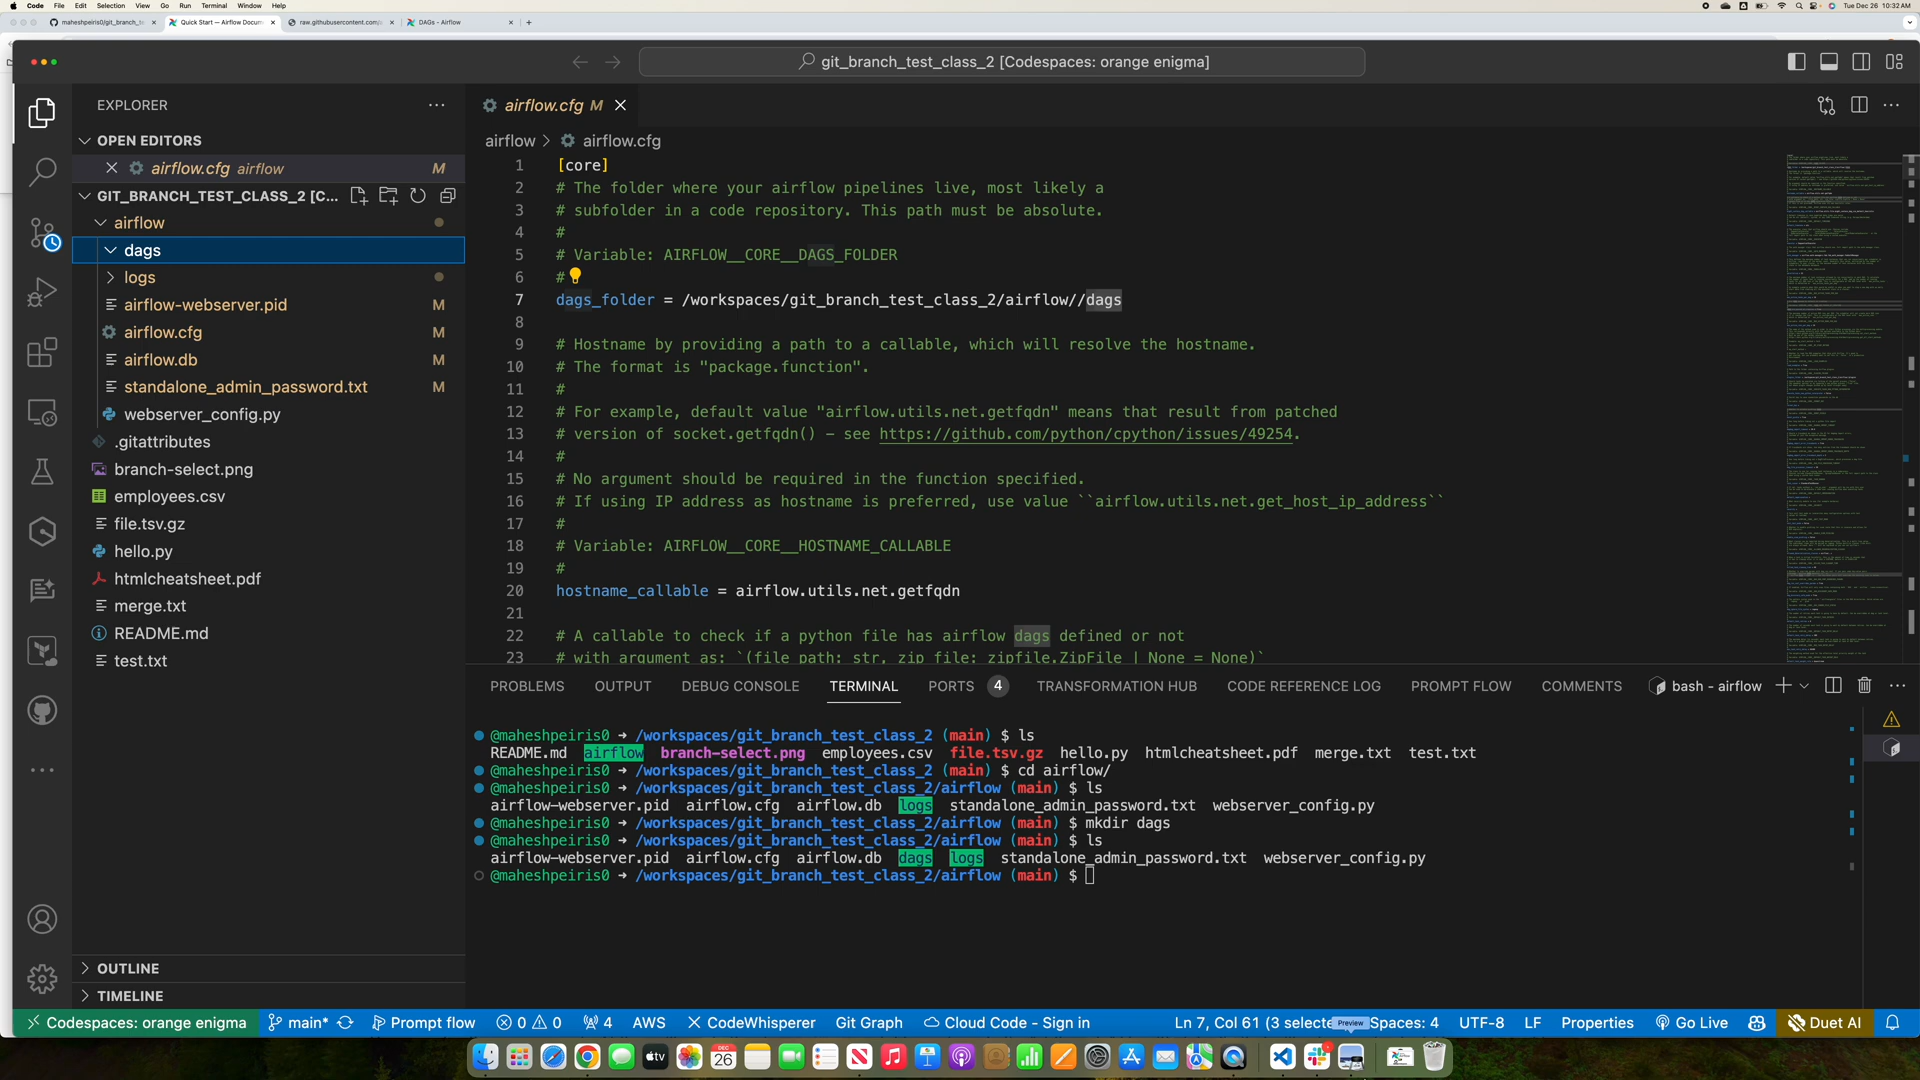 Code File Edit Selection View Go Run Terminal Window Help
Tue Dec 26 10:32 AM
maheshpeiris0/git_branch_te
Quick Start — Airflow Docum
raw.githubusercontent.com/
DAGs - Airflow
git_branch_test_class_2 [Codespaces: orange enigma]
EXPLORER
OPEN EDITORS
airflow.cfg airflow M
GIT_BRANCH_TEST_CLASS_2 [C...
airflow
dags
logs
airflow-webserver.pid M
airflow.cfg M
airflow.db M
standalone_admin_password.txt M
webserver_config.py
.gitattributes
branch-select.png
employees.csv
file.tsv.gz
hello.py
htmlcheatsheet.pdf
merge.txt
README.md
test.txt
OUTLINE
TIMELINE
airflow.cfg M
airflow > airflow.cfg
1 [core]
2 # The folder where your airflow pipelines live, most likely a
3 # subfolder in a code repository. This path must be absolute.
4 #
5 # Variable: AIRFLOW__CORE__DAGS_FOLDER
6 #
7 dags_folder = /workspaces/git_branch_test_class_2/airflow//dags
8
9 # Hostname by providing a path to a callable, which will resolve the hostname.
10 # The format is "package.function".
11 #
12 # For example, default value "airflow.utils.net.getfqdn" means that result from patched
13 # version of socket.getfqdn() - see https://github.com/python/cpython/issues/49254.
14 #
15 # No argument should be required in the function specified.
16 # If using IP address as hostname is preferred, use value ``airflow.utils.net.get_host_ip_address``
17 #
18 # Variable: AIRFLOW__CORE__HOSTNAME_CALLABLE
19 #
20 hostname_callable = airflow.utils.net.getfqdn
21
22 # A callable to check if a python file has airflow dags defined or not
23 # with argument as: `(file_path: str, zip_file: zipfile.ZipFile | None = None)`
PROBLEMS OUTPUT DEBUG CONSOLE TERMINAL PORTS 4 TRANSFORMATION HUB CODE REFERENCE LOG PROMPT FLOW COMMENTS bash - airflow
@maheshpeiris0 → /workspaces/git_branch_test_class_2 (main) $ ls
README.md airflow branch-select.png employees.csv file.tsv.gz hello.py htmlcheatsheet.pdf merge.txt test.txt
@maheshpeiris0 → /workspaces/git_branch_test_class_2 (main) $ cd airflow/
@maheshpeiris0 → /workspaces/git_branch_test_class_2/airflow (main) $ ls
airflow-webserver.pid airflow.cfg airflow.db logs standalone_admin_password.txt webserver_config.py
@maheshpeiris0 → /workspaces/git_branch_test_class_2/airflow (main) $ mkdir dags
@maheshpeiris0 → /workspaces/git_branch_test_class_2/airflow (main) $ ls
airflow-webserver.pid airflow.cfg airflow.db dags logs standalone_admin_password.txt webserver_config.py
@maheshpeiris0 → /workspaces/git_branch_test_class_2/airflow (main) $
Codespaces: orange enigma main* Prompt flow 0 0 4 AWS CodeWhisperer Git Graph Cloud Code - Sign in Ln 7, Col 61 (3 selecte Preview Spaces: 4 UTF-8 LF Properties Go Live Duet AI
DEC
26